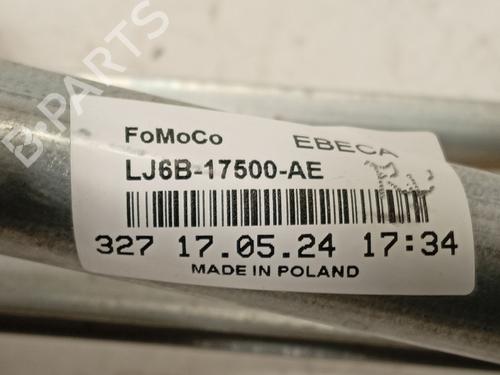 B-PARTS
FoMoCo
EBECA
LJ6B-17500-AE
327 17.05.24 17:34
MADE IN POLAND